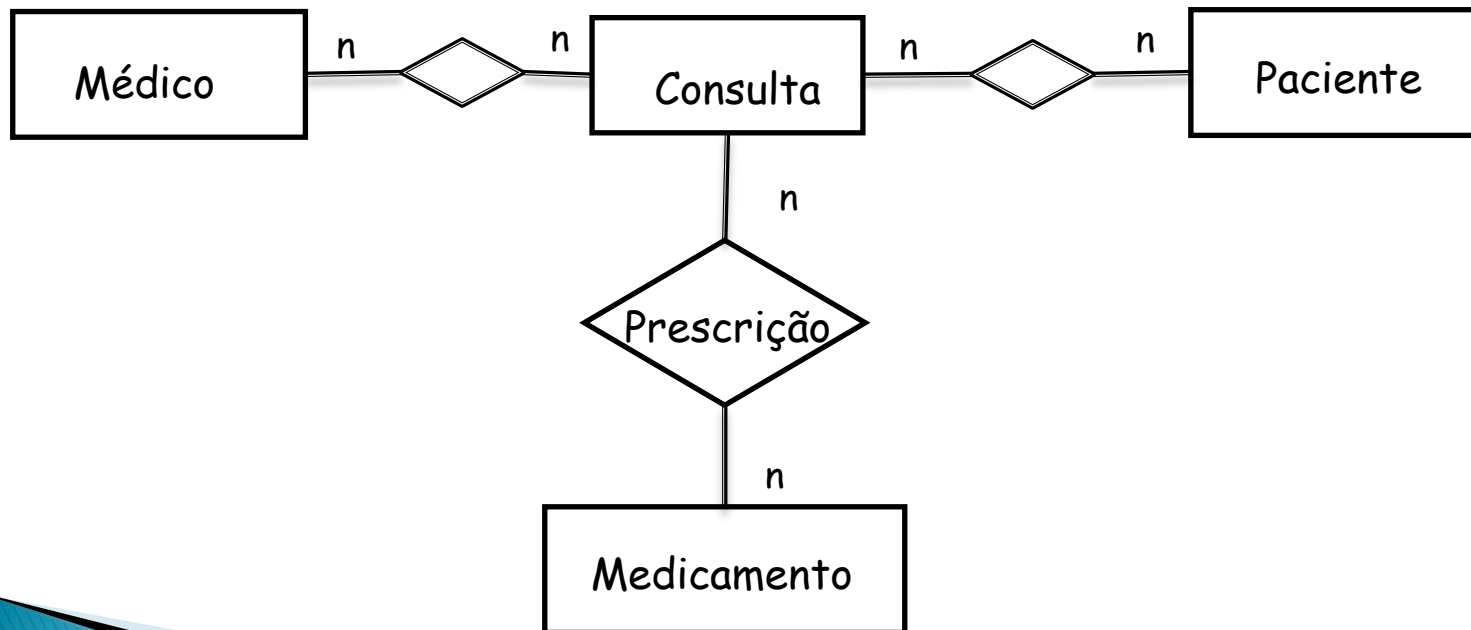 Médico n n Consulta n n Paciente
n
Prescrição
n
Medicamento